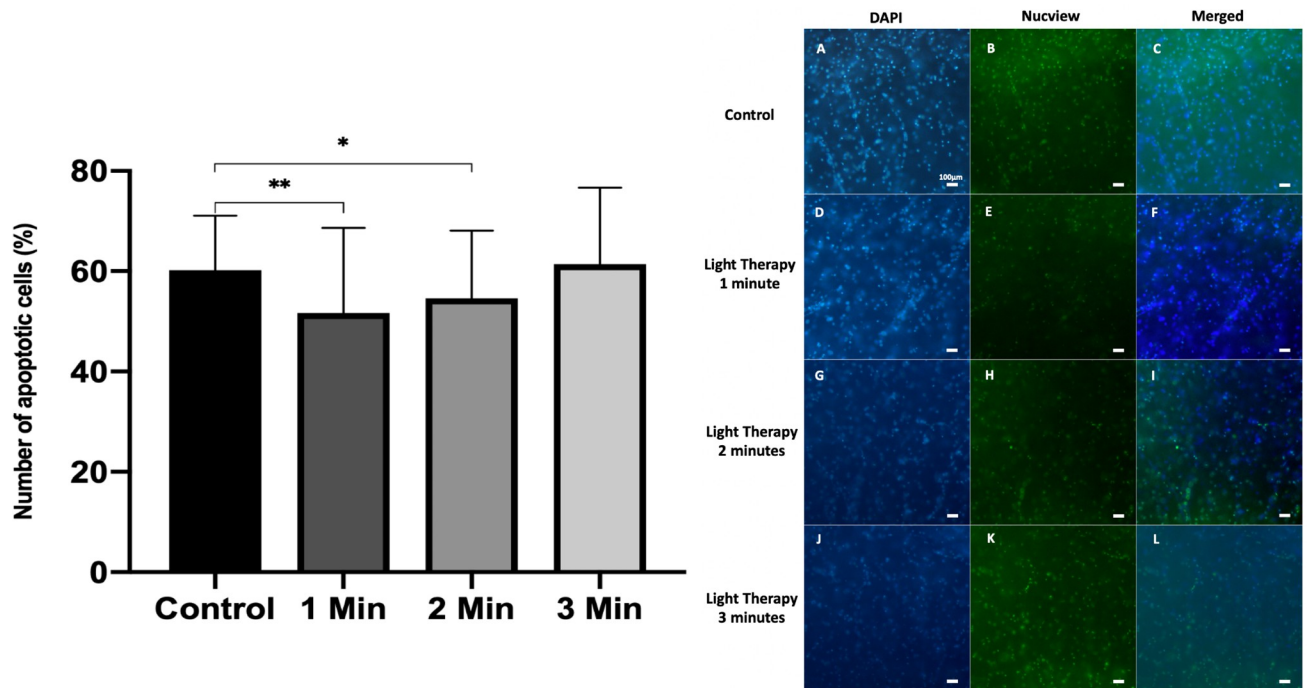 Number of apoptotic cells (%)
80
60
40
20
0
*
**
Control 1 Min 2 Min 3 Min
DAPI Nucview Merged
Control
A B C
100μm
Light Therapy
1 minute
D E F
Light Therapy
2 minutes
G H I
Light Therapy
3 minutes
J K L